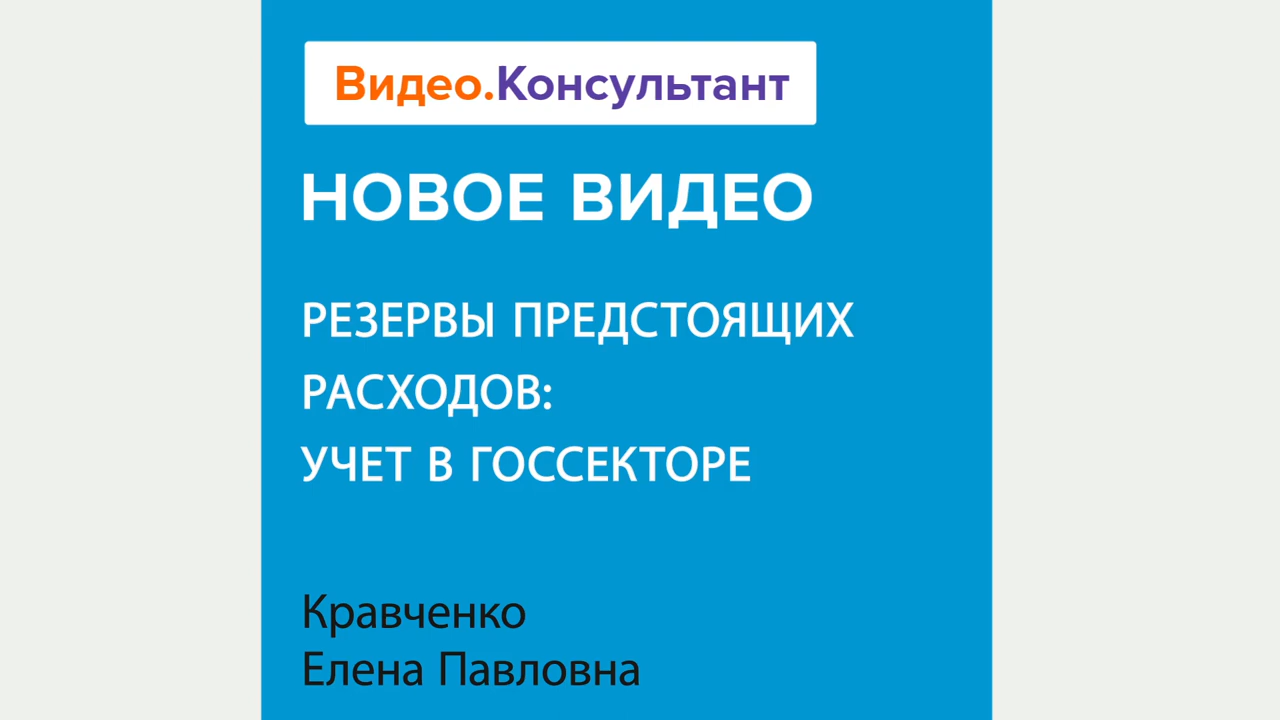 Видео.Консультант
НОВОЕ ВИДЕО
РЕЗЕРВЫ ПРЕДСТОЯЩИХ
РАСХОДОВ:
УЧЕТ В ГОССЕКТОРЕ
Кравченко
Елена Павловна